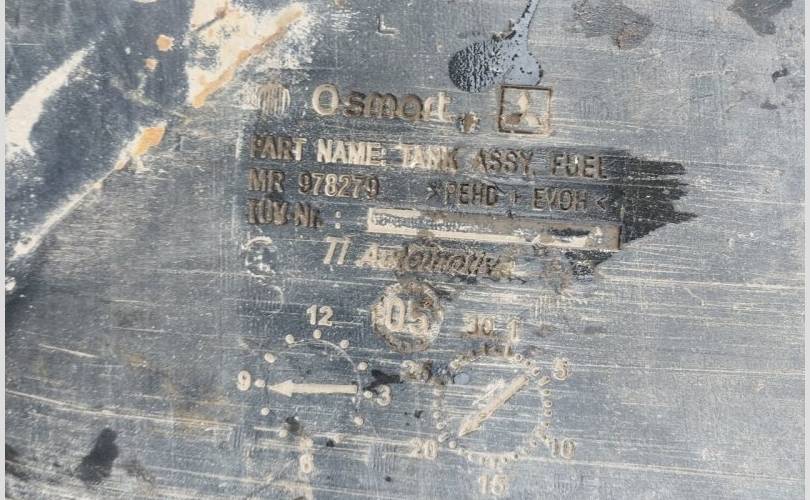 smart
PART NAME: TANK ASSY, FUEL
MR 978279 >PEHD + EVOH<
TÜV-Nr. :
TI Automotive
05
12
9 3
6
30 1
25 5
20 10
15